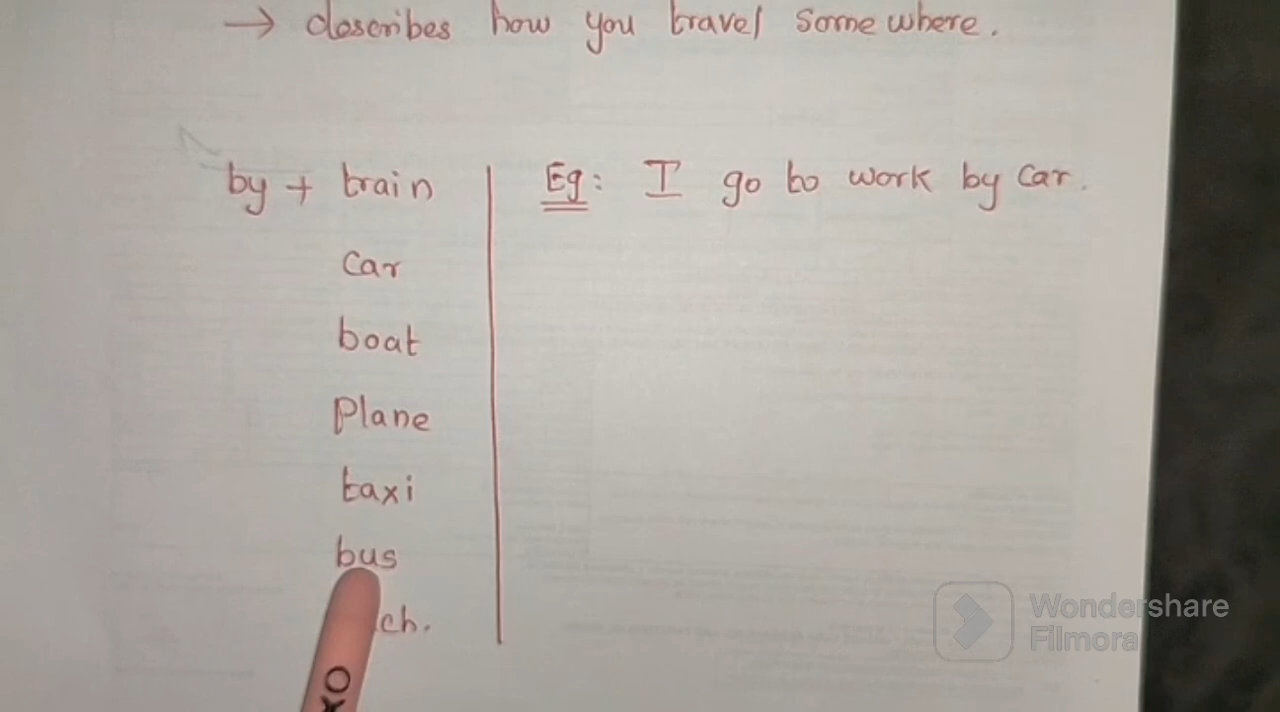 → describes how you travel somewhere.
by + train
car
boat
Plane
taxi
bus
ch.
Eg: I go to work by car.
Wondershare
Filmora